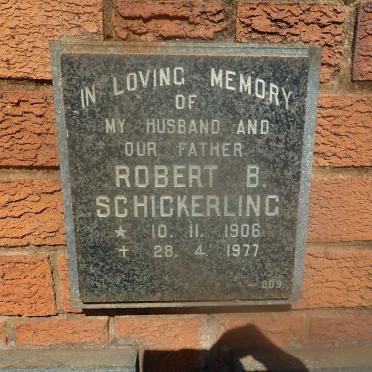 IN LOVING MEMORY
OF
MY HUSBAND AND
OUR FATHER
ROBERT B.
SCHICKERLING
★ 10. 11. 1906
✝ 28. 4. 1977
209